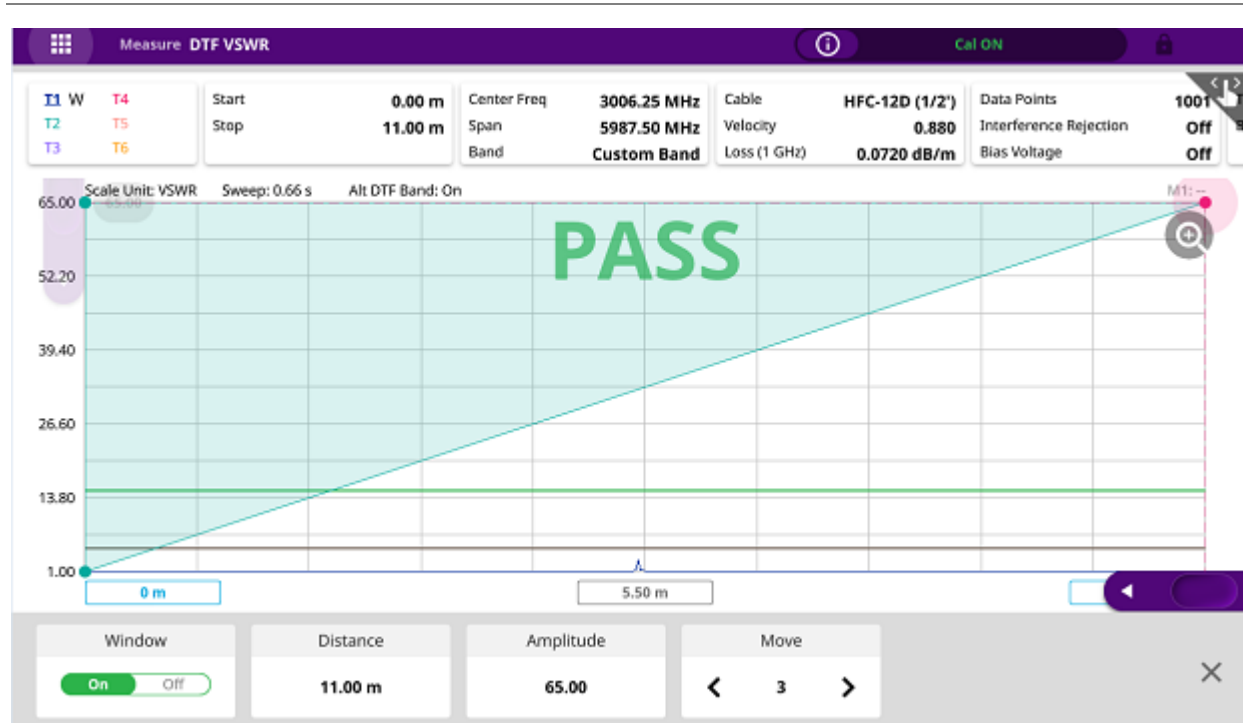 Measure DTF VSWR
Cal ON
T1 W T4
T2 T5
T3 T6
Start 0.00 m
Stop 11.00 m
Center Freq 3006.25 MHz
Span 5987.50 MHz
Band Custom Band
Cable HFC-12D (1/2')
Velocity 0.880
Loss (1 GHz) 0.0720 dB/m
Data Points 1001
Interference Rejection Off
Bias Voltage Off
Scale Unit: VSWR Sweep: 0.66 s Alt DTF Band: On
M1: --
65.00
65.00
PASS
52.20
39.40
26.60
13.80
1.00
0 m
5.50 m
Window Distance Amplitude Move
On Off 11.00 m 65.00 3